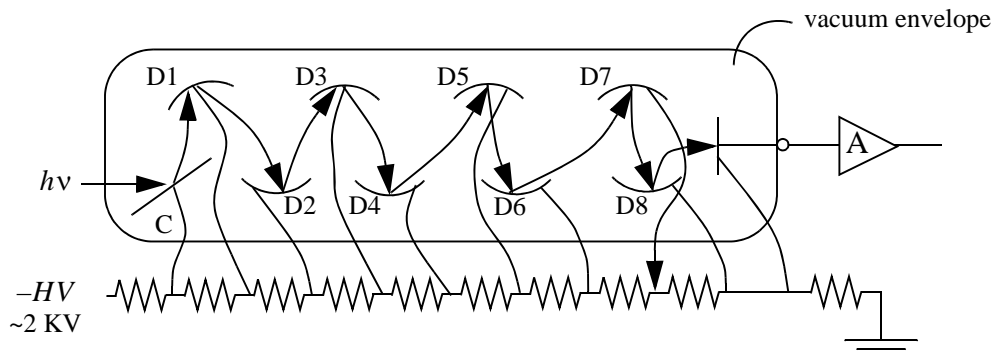 vacuum envelope
D1 D3 D5 D7
A
hν
D2 D4 D6 D8
C
–HV
~2 KV